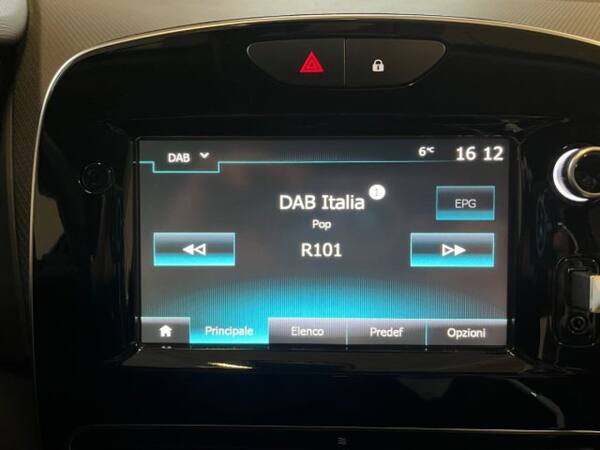 DAB 6°C 16 12
DAB Italia
Pop
EPG
R101
Principale Elenco Predef Opzioni